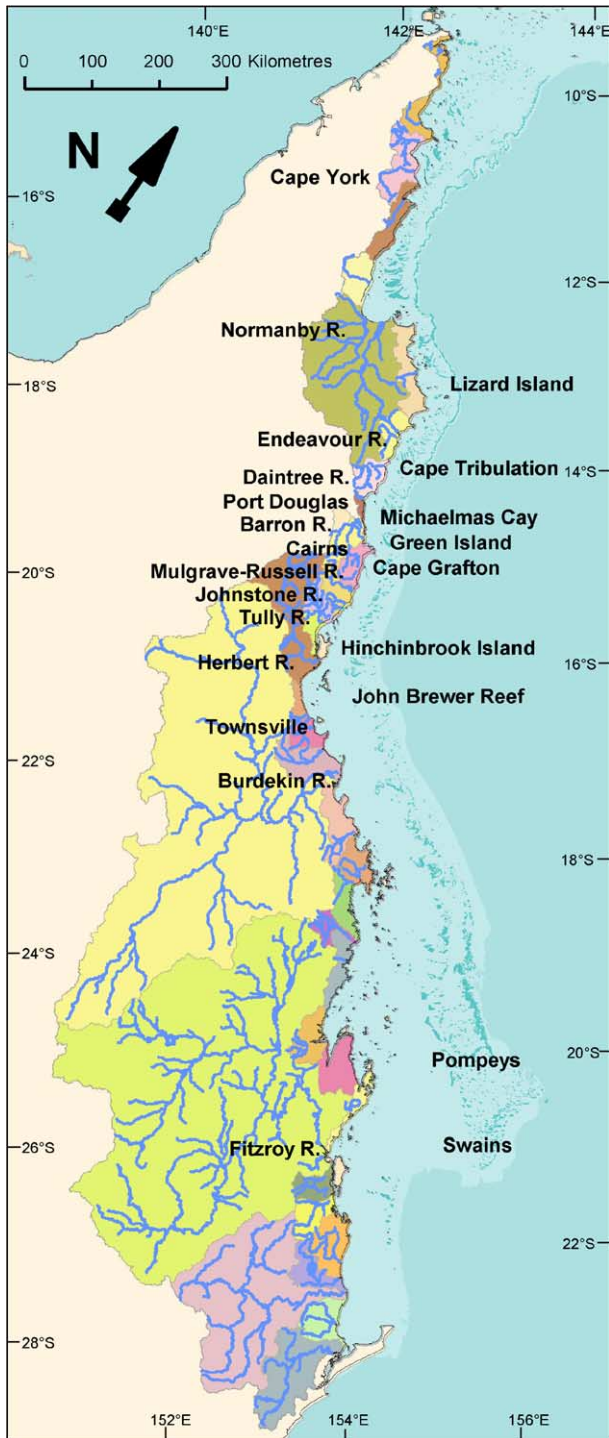 140°E
142°E
144°E
0 100 200 300 Kilometres
N
10°S
Cape York
16°S
12°S
Normanby R.
18°S
Lizard Island
Endeavour R.
Cape Tribulation
14°S
Daintree R.
Port Douglas
Michaelmas Cay
Barron R.
Green Island
Cairns
Cape Grafton
20°S
Mulgrave-Russell R.
Johnstone R.
Tully R.
Hinchinbrook Island
Herbert R.
16°S
John Brewer Reef
Townsville
22°S
Burdekin R.
18°S
24°S
20°S
Pompeys
26°S
Fitzroy R.
Swains
22°S
28°S
152°E
154°E
156°E